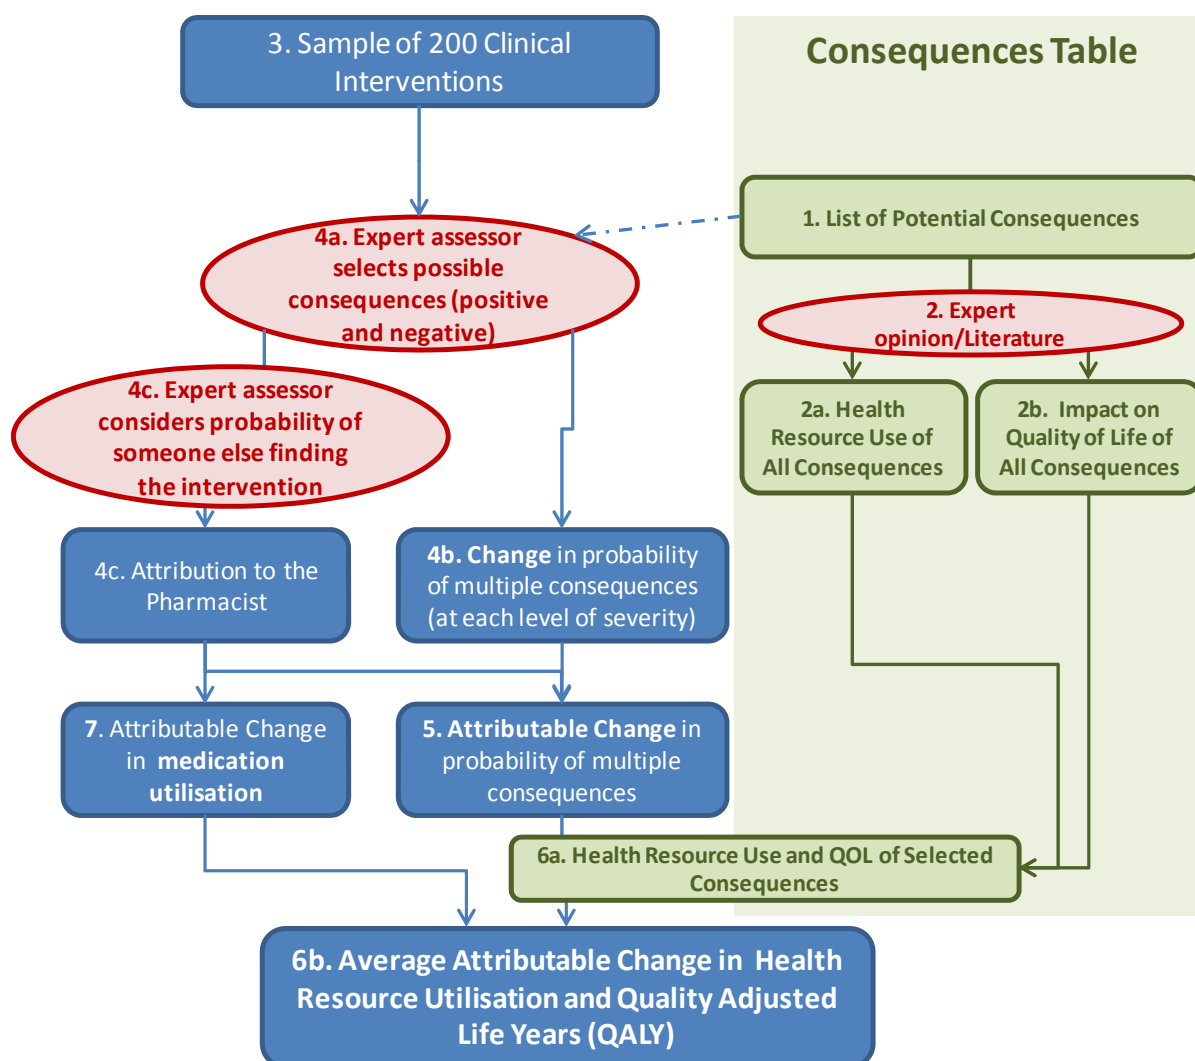 3. Sample of 200 Clinical
Interventions
Consequences Table
1. List of Potential Consequences
4a. Expert assessor
selects possible
consequences (positive
and negative)
2. Expert
opinion/Literature
4c. Expert assessor
considers probability of
someone else finding
the intervention
2a. Health
Resource Use of
All Consequences
2b. Impact on
Quality of Life of
All Consequences
4c. Attribution to the
Pharmacist
4b. Change in probability
of multiple consequences
(at each level of severity)
7. Attributable Change
in medication
utilisation
5. Attributable Change in
probability of multiple
consequences
6a. Health Resource Use and QOL of Selected
Consequences
6b. Average Attributable Change in Health
Resource Utilisation and Quality Adjusted
Life Years (QALY)